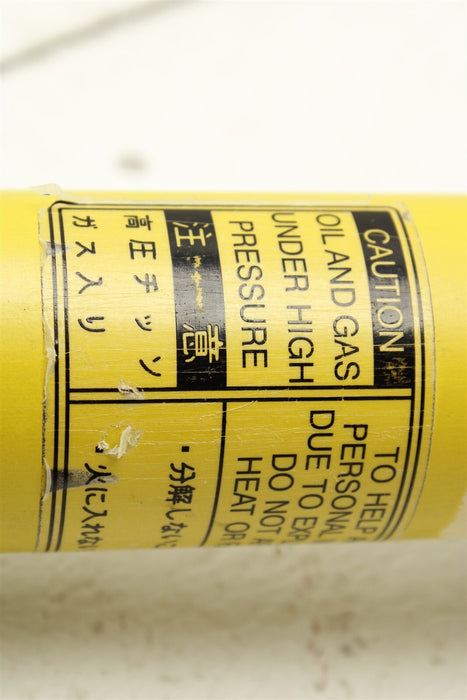 CAUTION
OIL AND GAS
UNDER HIGH
PRESSURE
注意
高圧チッソ
ガス入り
TO HELP
PERSONAL
DUE TO
DO NOT
HEAT OR
・分解しない
・火に入れな